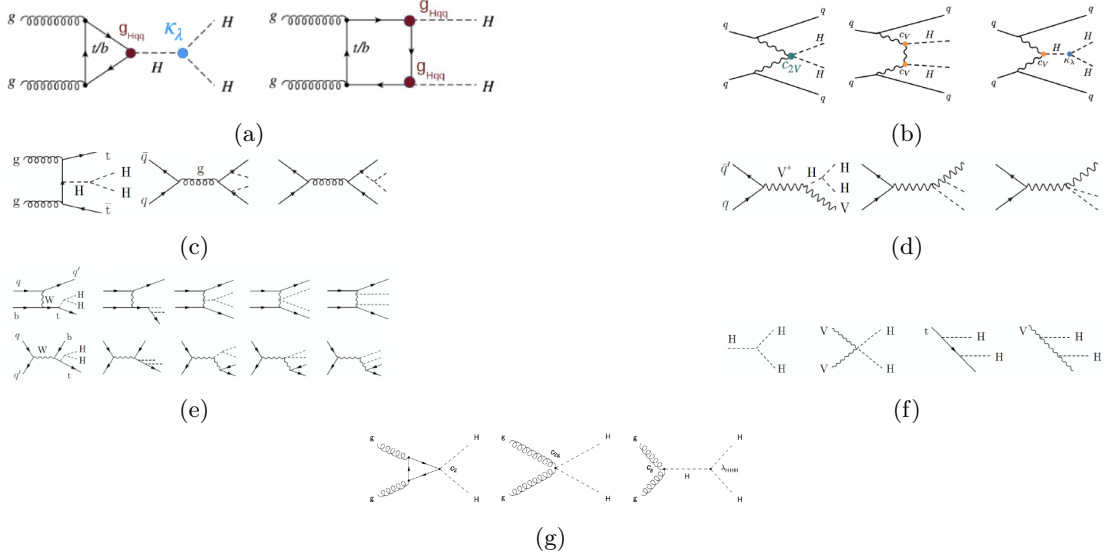 g g t/b g_Hqq H κ_λ H H
g g t/b g_Hqq g_Hqq H H
(a)
q q c_2V H H q q
q q c_V c_V H H q q
q q c_V H κ_λ H H q q
(b)
g g t H H H t̄
q̄ q g
(c)
q̄′ q V* H H H V
(d)
q q′ W H H b t
q q′ W b H H t
(e)
H H H
V V H H
t H H
V H H
(f)
g g c_2 H H
g g c_2g H H
g g c_g H λ_HHH H H
(g)